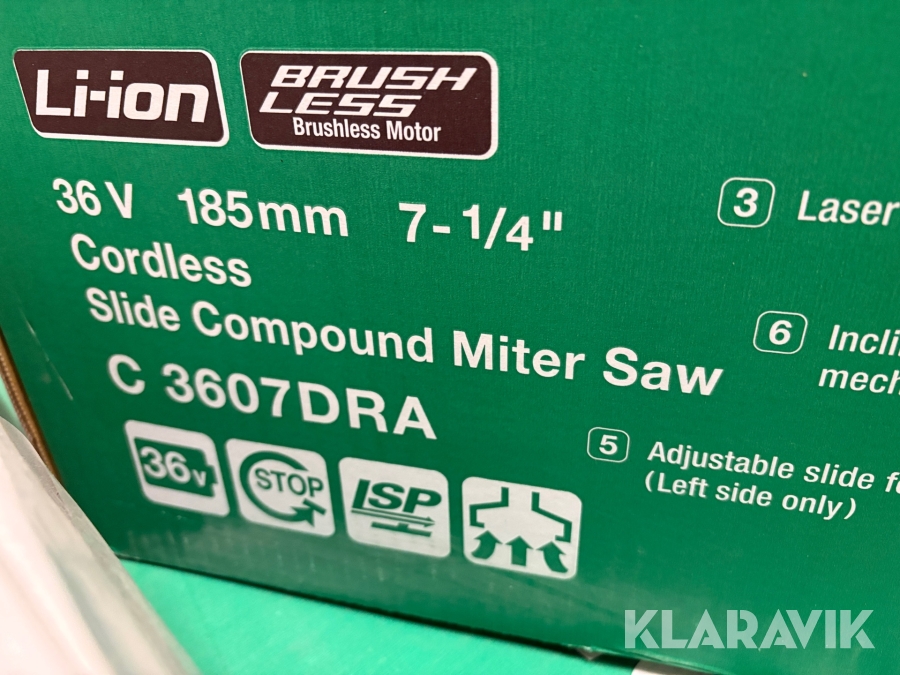 Li-ion
BRUSH
LESS
Brushless Motor
36 V 185mm 7-1/4"
Cordless
Slide Compound Miter Saw
C 3607DRA
36v
STOP
ISP
3 Laser
6
5 Adjustable slide
(Left side only)
KLARAVIK